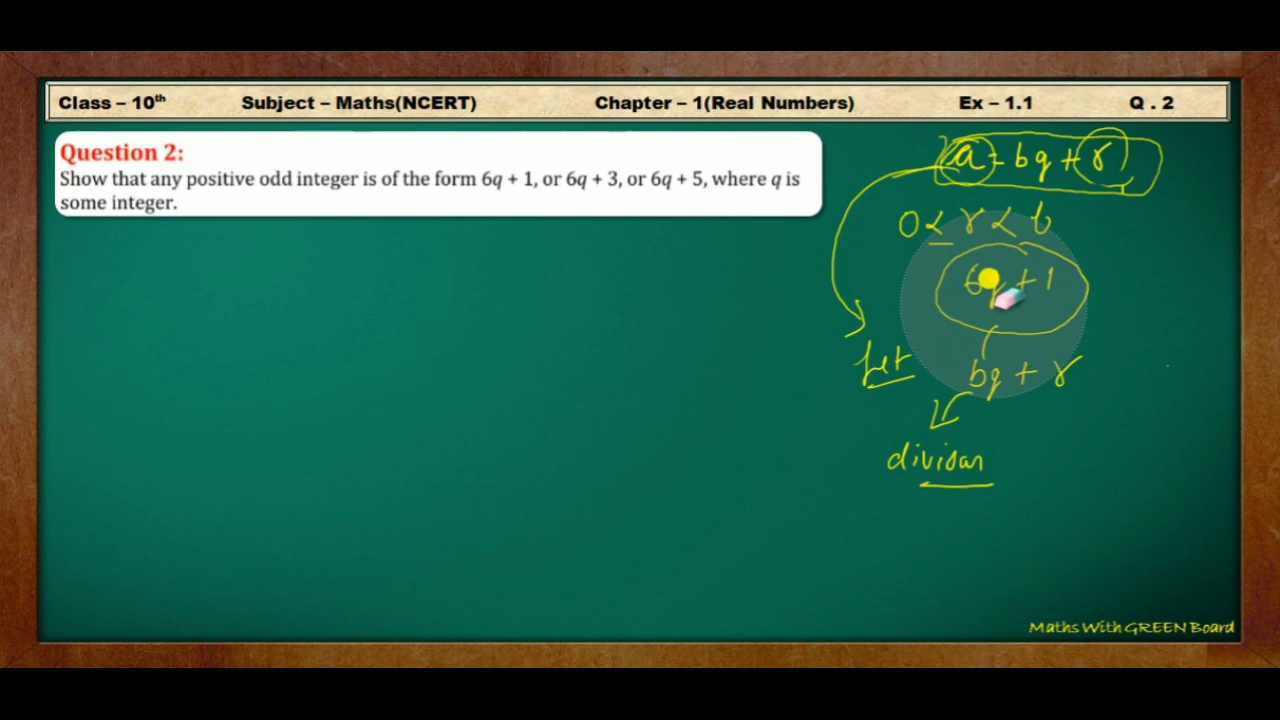 Class – 10th Subject – Maths(NCERT) Chapter – 1(Real Numbers) Ex – 1.1 Q . 2
Question 2:
Show that any positive odd integer is of the form 6q + 1, or 6q + 3, or 6q + 5, where q is
some integer.
a = bq + r
0 ≤ r < b
6q + 1
let
bq + r
divisor
Maths With GREEN Board